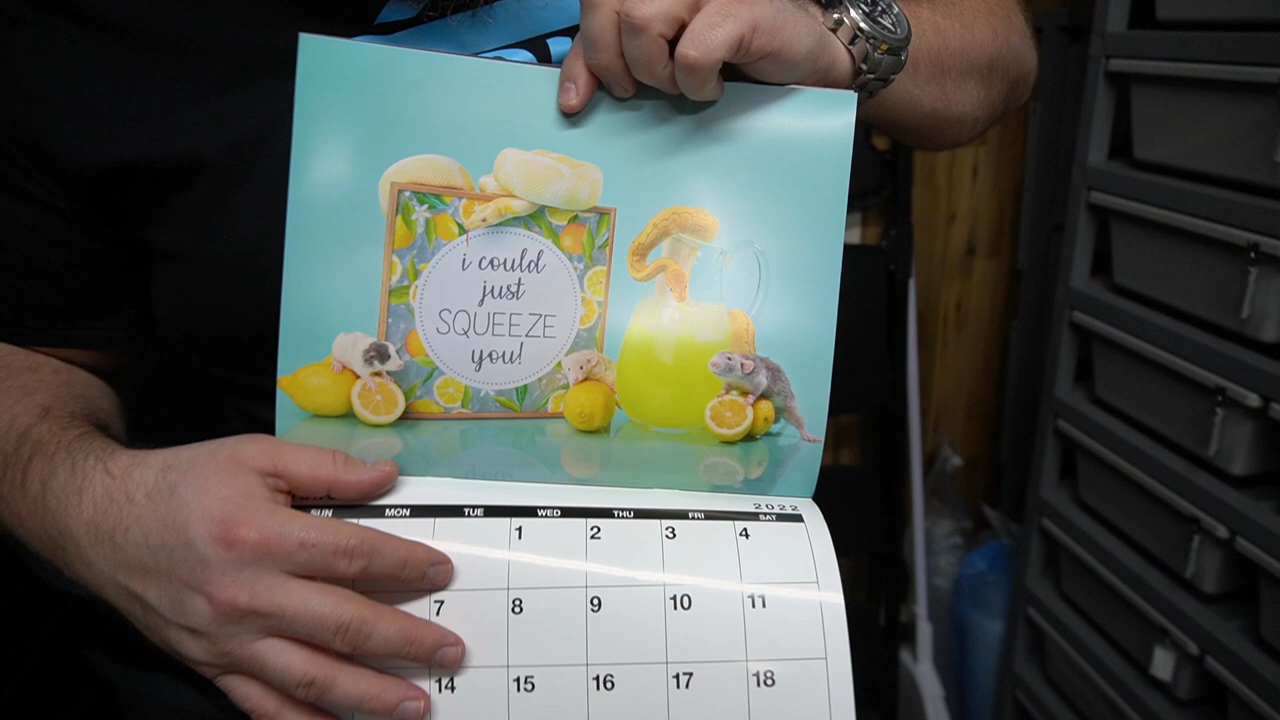 i could
just
SQUEEZE
you!
2022
SUN MON TUE WED THU FRI SAT
1 2 3 4
7 8 9 10 11
14 15 16 17 18